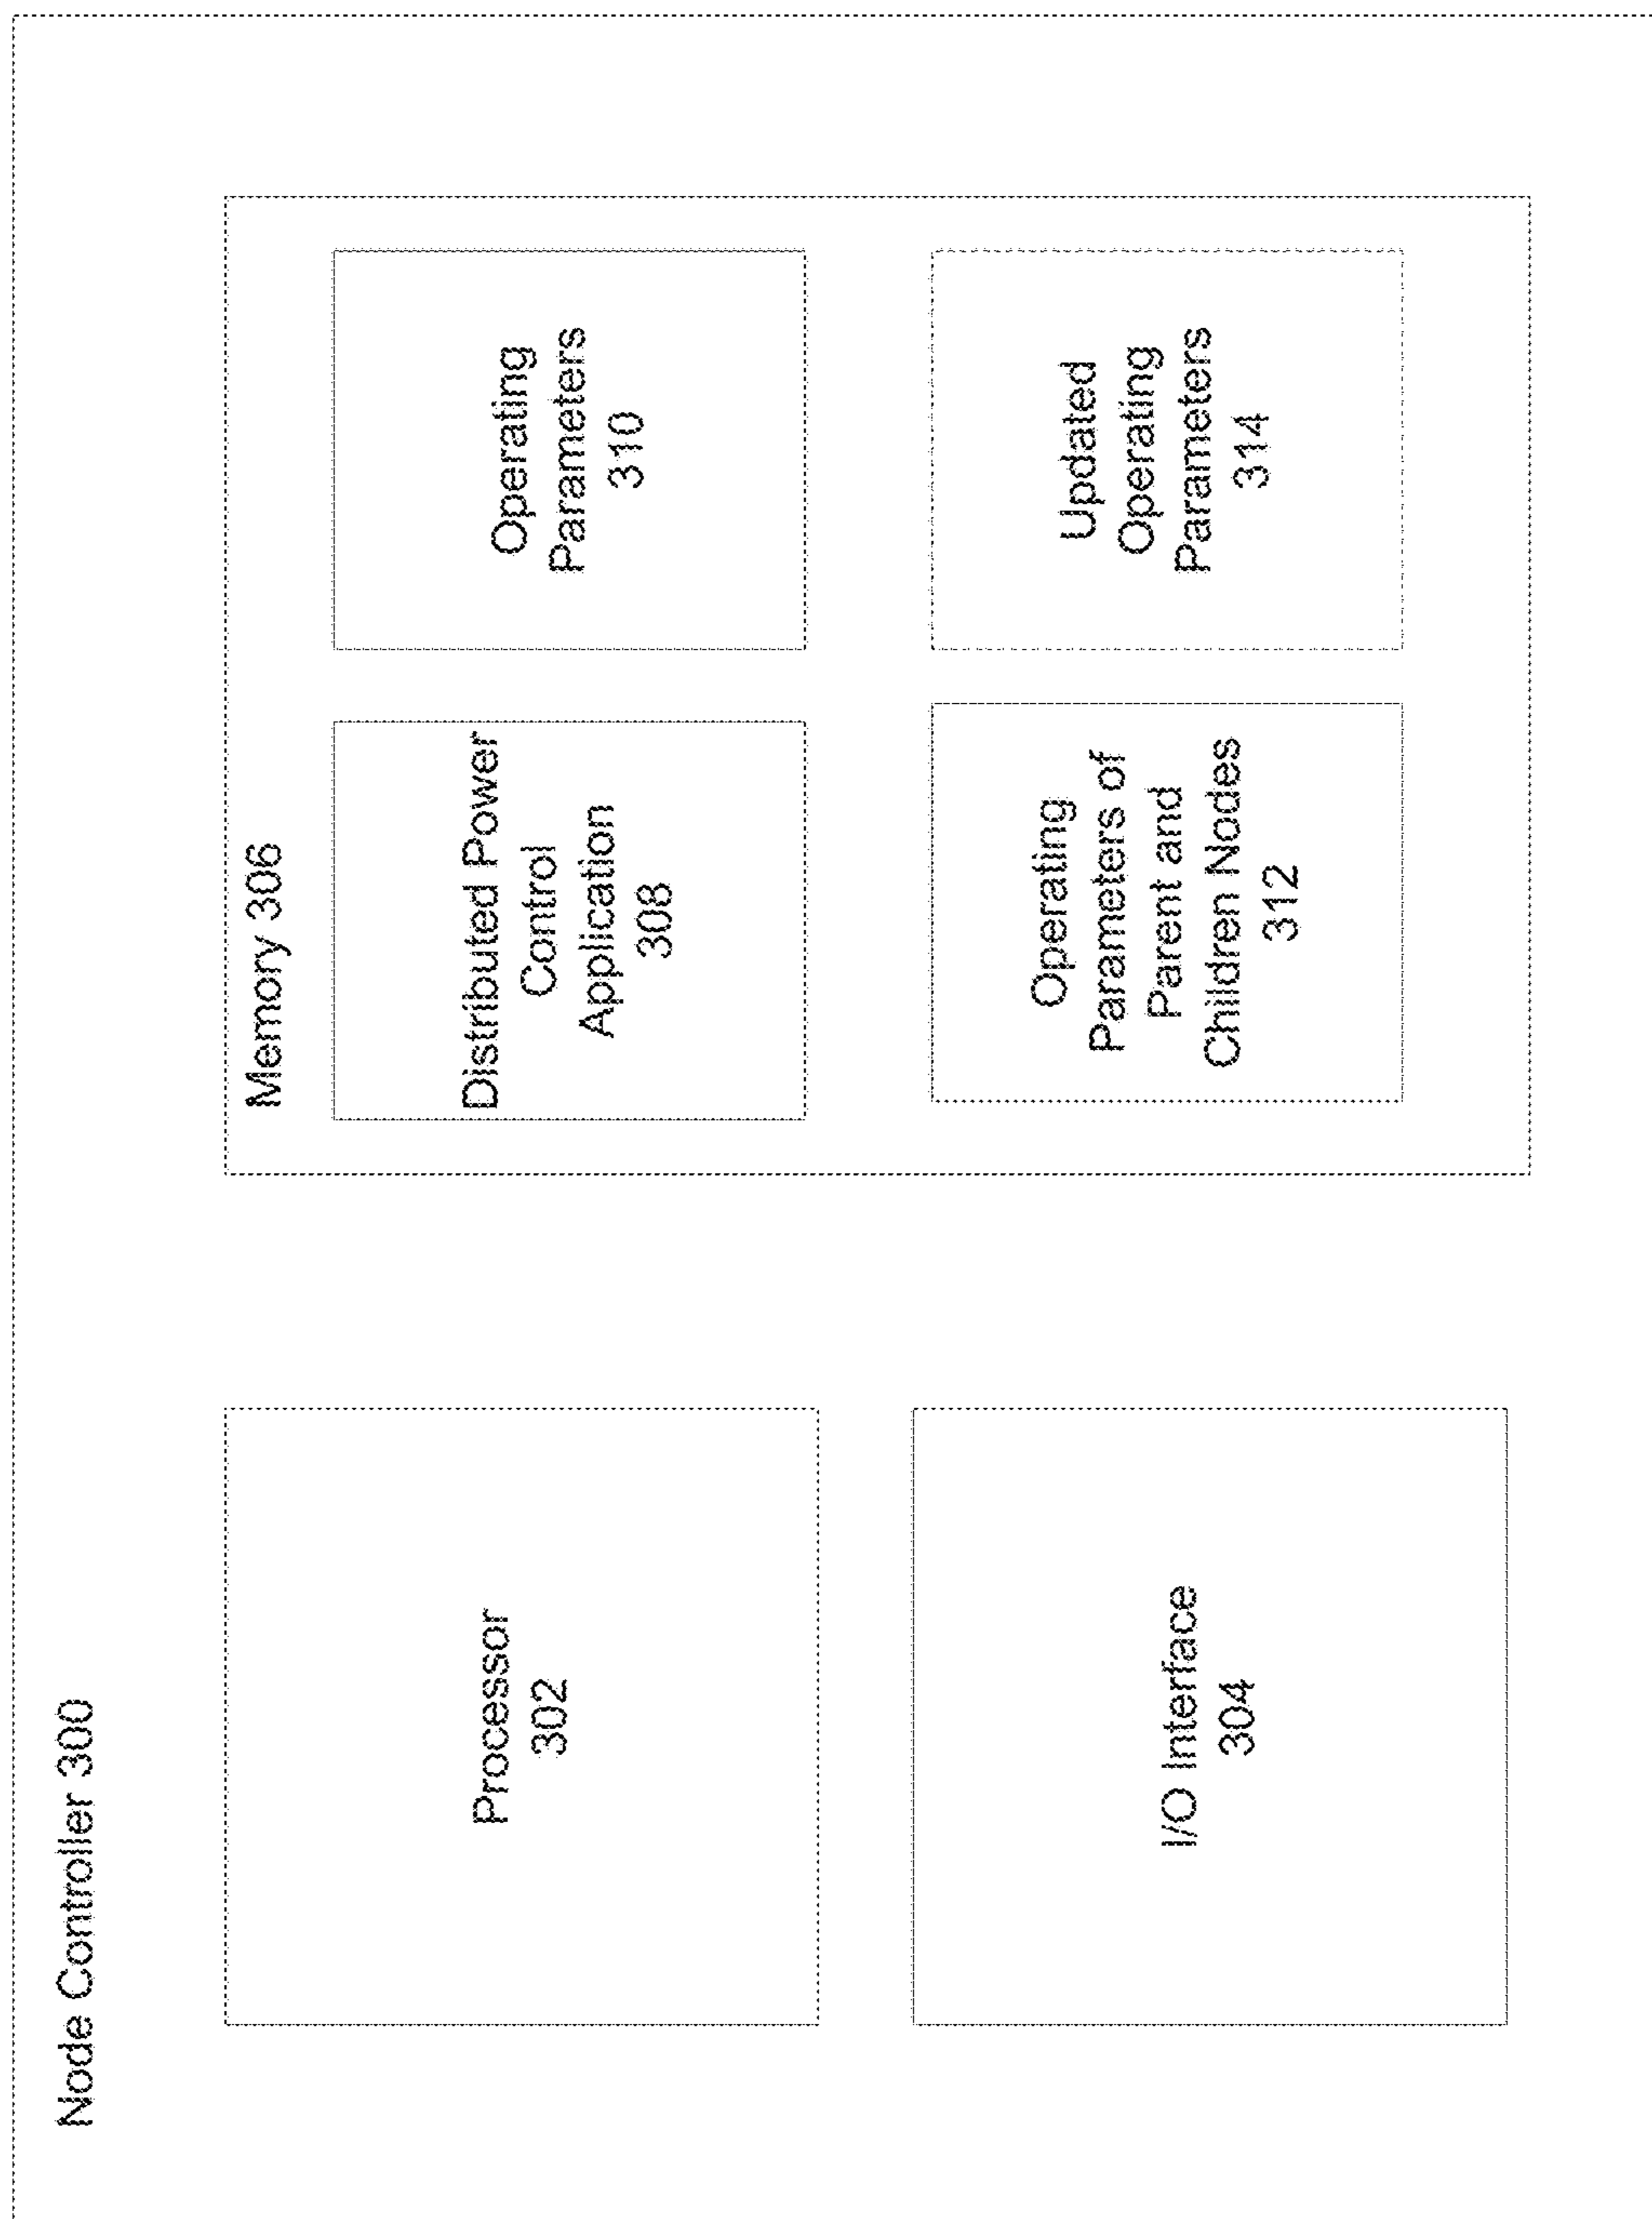 Node Controller 300
Processor
302
I/O Interface
304
Memory 306
Distributed Power
Control
Application
308
Operating
Parameters
310
Operating
Parameters of
Parent and
Children Nodes
312
Updated
Operating
Parameters
314